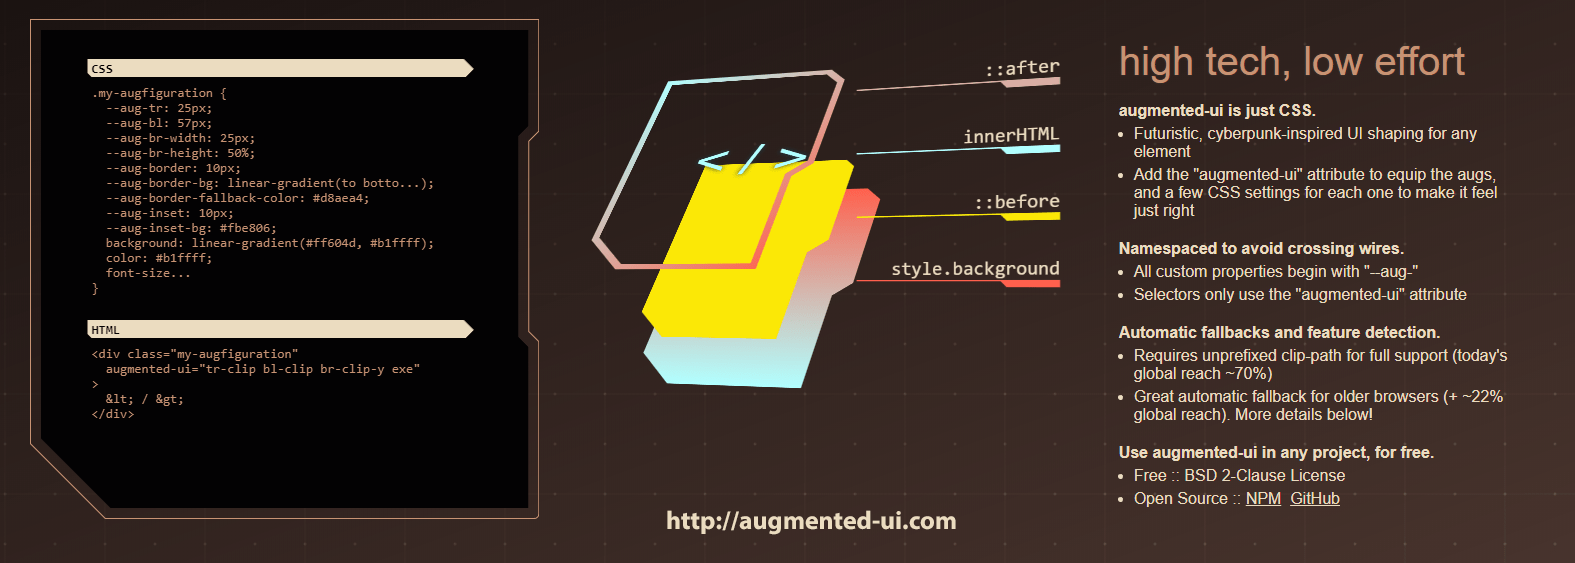 CSS
.my-augfiguration {
--aug-tr: 25px;
--aug-bl: 57px;
--aug-br-width: 25px;
--aug-br-height: 50%;
--aug-border: 10px;
--aug-border-bg: linear-gradient(to botto...);
--aug-border-fallback-color: #d8aea4;
--aug-inset: 10px;
--aug-inset-bg: #fbe806;
background: linear-gradient(#ff604d, #b1ffff);
color: #b1ffff;
font-size...
}
HTML
<div class="my-augfiguration"
augmented-ui="tr-clip bl-clip br-clip-y exe"
>
&lt; / &gt;
</div>
</>
::after
innerHTML
::before
style.background
http://augmented-ui.com
high tech, low effort
augmented-ui is just CSS.
• Futuristic, cyberpunk-inspired UI shaping for any
element
• Add the "augmented-ui" attribute to equip the augs,
and a few CSS settings for each one to make it feel
just right
Namespaced to avoid crossing wires.
• All custom properties begin with "--aug-"
• Selectors only use the "augmented-ui" attribute
Automatic fallbacks and feature detection.
• Requires unprefixed clip-path for full support (today's
global reach ~70%)
• Great automatic fallback for older browsers (+ ~22%
global reach). More details below!
Use augmented-ui in any project, for free.
• Free :: BSD 2-Clause License
• Open Source :: NPM GitHub